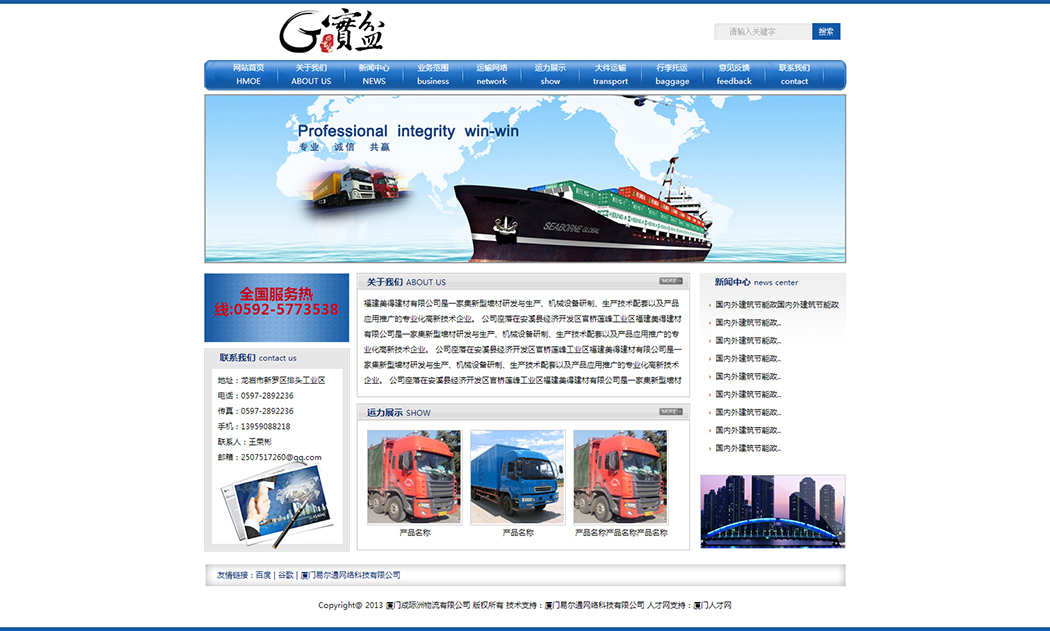 G寶盆
请输入关键字
搜索
网站首页 关于我们 新闻中心 业务范围 运输网络 运力展示 大件运输 行李托运 意见反馈 联系我们
HMOE ABOUT US NEWS business network show transport baggage feedback contact
Professional integrity win-win
专业 诚信 共赢
SEABORNE GLOBAL
全国服务热
线:0592-5773538
联系我们 contact us
地址：龙岩市新罗区排头工业区
电话：0597-2892236
传真：0597-2892236
手机：13959088218
联系人：王荣彬
邮箱：2507517260@qq.com
关于我们 ABOUT US
MORE
福建美得建材有限公司是一家集新型墙材研发与生产、机械设备研制、生产技术配套以及产品
应用推广的专业化高新技术企业。 公司座落在安溪县经济开发区官桥莲峰工业区福建美得建材
有限公司是一家集新型墙材研发与生产、机械设备研制、生产技术配套以及产品应用推广的专
业化高新技术企业。 公司座落在安溪县经济开发区官桥莲峰工业区福建美得建材有限公司是一
家集新型墙材研发与生产、机械设备研制、生产技术配套以及产品应用推广的专业化高新技术
企业。 公司座落在安溪县经济开发区官桥莲峰工业区福建美得建材有限公司是一家集新型墙材
运力展示 SHOW
MORE
产品名称
产品名称
产品名称产品名称产品名称
新闻中心 news center
国内外建筑节能政国内外建筑节能政
国内外建筑节能政..
国内外建筑节能政..
国内外建筑节能政..
国内外建筑节能政..
国内外建筑节能政..
国内外建筑节能政..
国内外建筑节能政..
国内外建筑节能政..
友情链接：百度 | 谷歌 | 厦门易尔通网络科技有限公司
Copyright@ 2013 厦门成际洲物流有限公司 版权所有 技术支持：厦门易尔通网络科技有限公司 人才网支持：厦门人才网